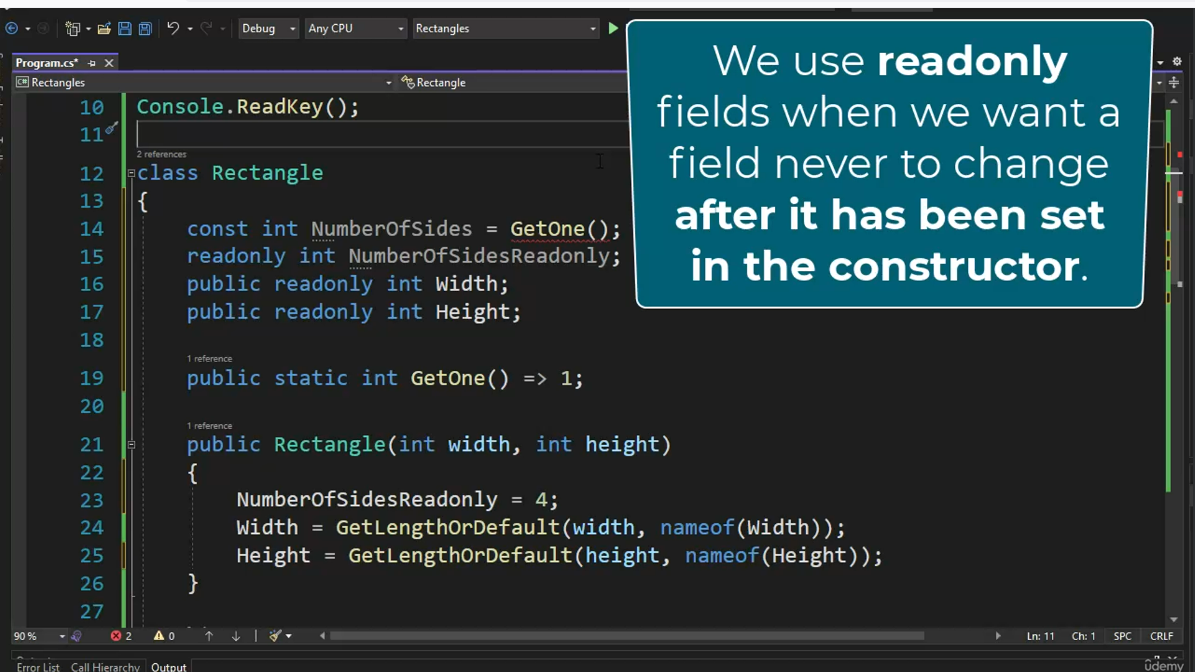 Debug
Any CPU
Rectangles
Program.cs*
Rectangles
Rectangle
We use readonly
fields when we want a
field never to change
after it has been set
in the constructor.
10 Console.ReadKey();
11
2 references
12 class Rectangle
13 {
14 const int NumberOfSides = GetOne();
15 readonly int NumberOfSidesReadonly;
16 public readonly int Width;
17 public readonly int Height;
18
1 reference
19 public static int GetOne() => 1;
20
1 reference
21 public Rectangle(int width, int height)
22 {
23 NumberOfSidesReadonly = 4;
24 Width = GetLengthOrDefault(width, nameof(Width));
25 Height = GetLengthOrDefault(height, nameof(Height));
26 }
27
90 % 2 0 Ln: 11 Ch: 1 SPC CRLF
Error List Call Hierarchy Output
udemy